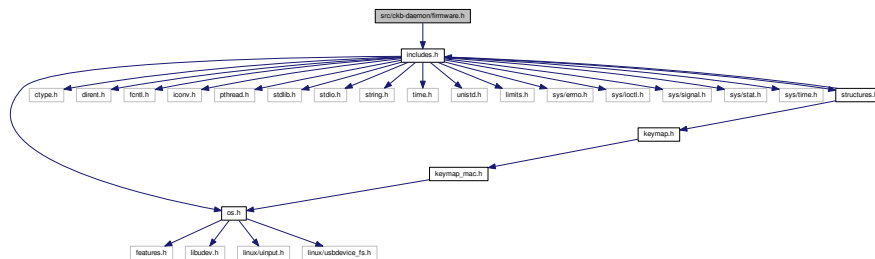 src/ckb-daemon/firmware.h
includes.h
ctype.h
dirent.h
fcntl.h
iconv.h
pthread.h
stdlib.h
stdio.h
string.h
time.h
unistd.h
limits.h
sys/errno.h
sys/ioctl.h
sys/signal.h
sys/stat.h
sys/time.h
structures.h
keymap.h
keymap_mac.h
os.h
features.h
libudev.h
linux/uinput.h
linux/usbdevice_fs.h